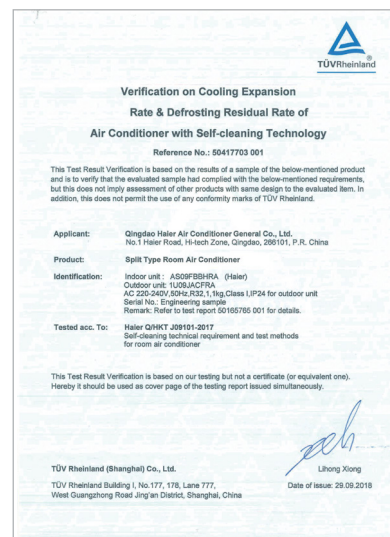 TÜVRheinland
Verification on Cooling Expansion
Rate & Defrosting Residual Rate of
Air Conditioner with Self-cleaning Technology
Reference No.: 50417703 001
This Test Result Verification is based on the results of a sample of the below-mentioned product
and is to verify that the evaluated sample had complied with the below-mentioned requirements,
but this does not imply assessment of other products with same design to the evaluated item. In
addition, this does not permit the use of any conformity marks of TÜV Rheinland.
Applicant: Qingdao Haier Air Conditioner General Co., Ltd.
No.1 Haier Road, Hi-tech Zone, Qingdao, 266101, P.R. China
Product: Split Type Room Air Conditioner
Identification: Indoor unit : AS09FBBHRA (Haier)
Outdoor unit: 1U09JACFRA
AC 220-240V,50Hz,R32,1,1kg,Class I,IP24 for outdoor unit
Serial No.: Engineering sample
Remark: Refer to test report 50165765 001 for details.
Tested acc. To: Haier Q/HKT J09101-2017
Self-cleaning technical requirement and test methods
for room air conditioner
This Test Result Verification is based on our testing but not a certificate (or equivalent one).
Hereby it should be used as cover page of the testing report issued simultaneously.
TÜV Rheinland (Shanghai) Co., Ltd.
Lihong Xiong
TÜV Rheinland Building I, No.177, 178, Lane 777,
West Guangzhong Road Jing'an District, Shanghai, China
Date of issue: 29.09.2018